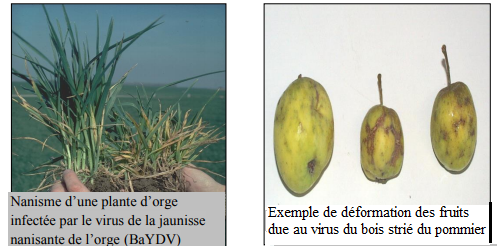 Nanisme d'une plante d'orge
infectée par le virus de la jaunisse
nanisante de l'orge (BaYDV)
Exemple de déformation des fruits
due au virus du bois strié du pommier